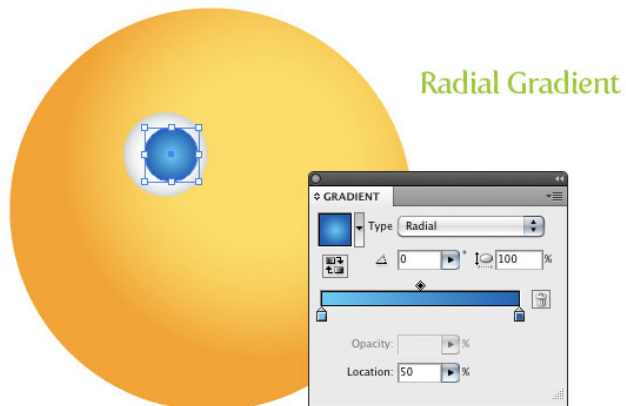 Radial Gradient
GRADIENT
Type Radial
0 ° 100 %
Opacity: %
Location: 50 %